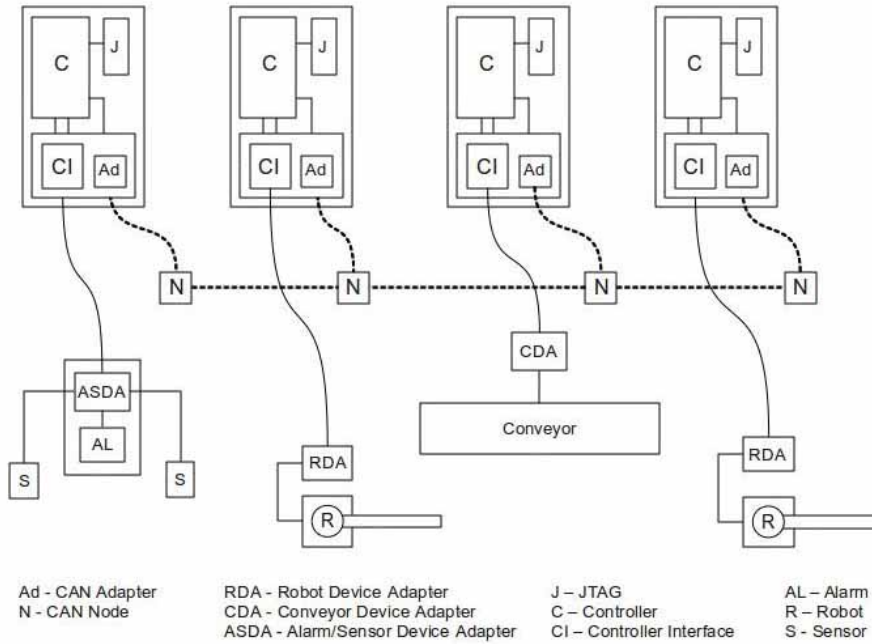 C J C J C J C J
CI Ad CI Ad CI Ad CI Ad
N N N N
CDA
ASDA
AL
Conveyor
S S
RDA RDA
R R
Ad - CAN Adapter
N - CAN Node
RDA - Robot Device Adapter
CDA - Conveyor Device Adapter
ASDA - Alarm/Sensor Device Adapter
J – JTAG
C – Controller
CI – Controller Interface
AL – Alarm
R – Robot
S - Sensor